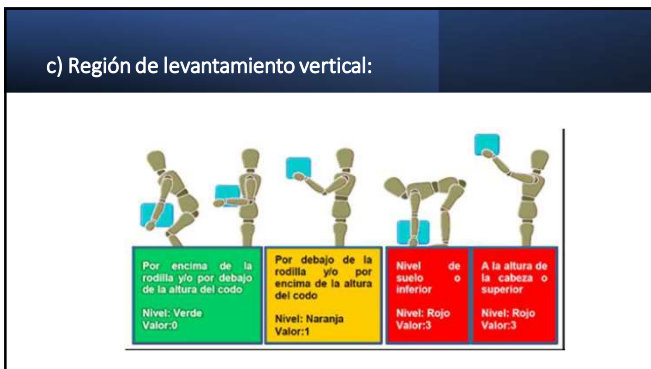 c) Región de levantamiento vertical:
Por encima de la
rodilla y/o por debajo
de la altura del codo
Nivel: Verde
Valor:0
Por debajo de la
rodilla y/o por
encima de la altura
del codo
Nivel: Naranja
Valor:1
Nivel de
suelo o
inferior
Nivel: Rojo
Valor:3
A la altura de
la cabeza o
superior
Nivel: Rojo
Valor:3